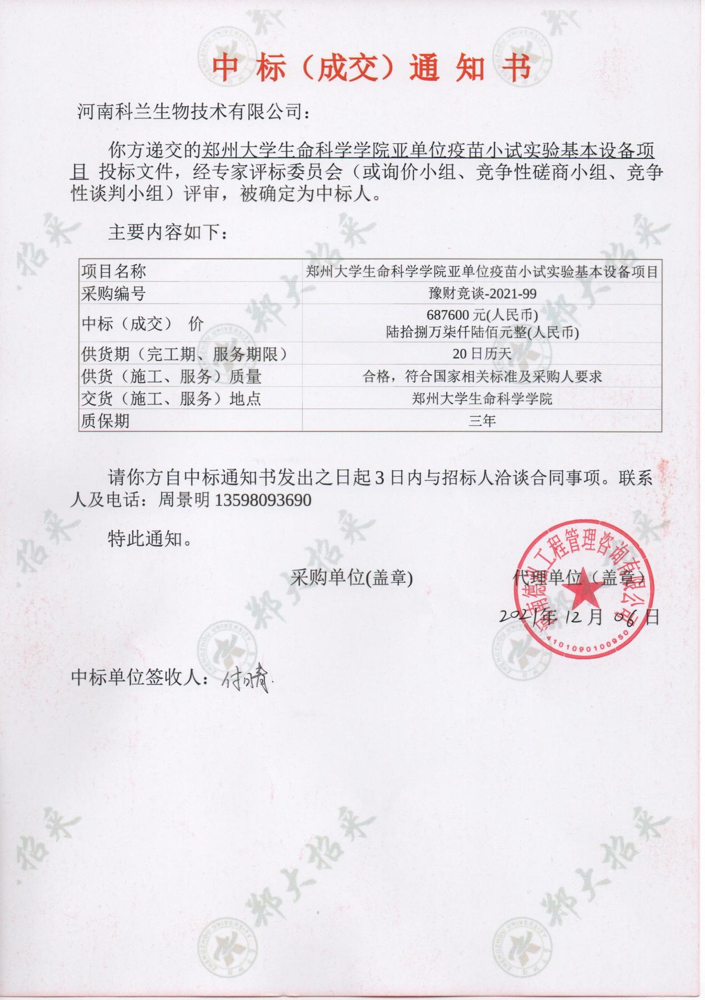 中 标（成交）通 知 书
河南科兰生物技术有限公司：
你方递交的郑州大学生命科学学院亚单位疫苗小试实验基本设备项
目 投标文件，经专家评标委员会（或询价小组、竞争性磋商小组、竞争
性谈判小组）评审，被确定为中标人。
主要内容如下：
项目名称 郑州大学生命科学学院亚单位疫苗小试实验基本设备项目
采购编号 豫财竞谈-2021-99
中标（成交） 价 687600 元(人民币)
陆拾捌万柒仟陆佰元整(人民币)
供货期（完工期、服务期限） 20 日历天
供货（施工、服务）质量 合格，符合国家相关标准及采购人要求
交货（施工、服务）地点 郑州大学生命科学学院
质保期 三年
请你方自中标通知书发出之日起 3 日内与招标人洽谈合同事项。联系
人及电话：周景明 13598093690
特此通知。
采购单位(盖章) 代理单位（盖章）
2021年 12 月 06 日
河南德州工程管理咨询有限公司
4101090100950
中标单位签收人：
郑大招采
ZHENGZHOU UNIVERSITY